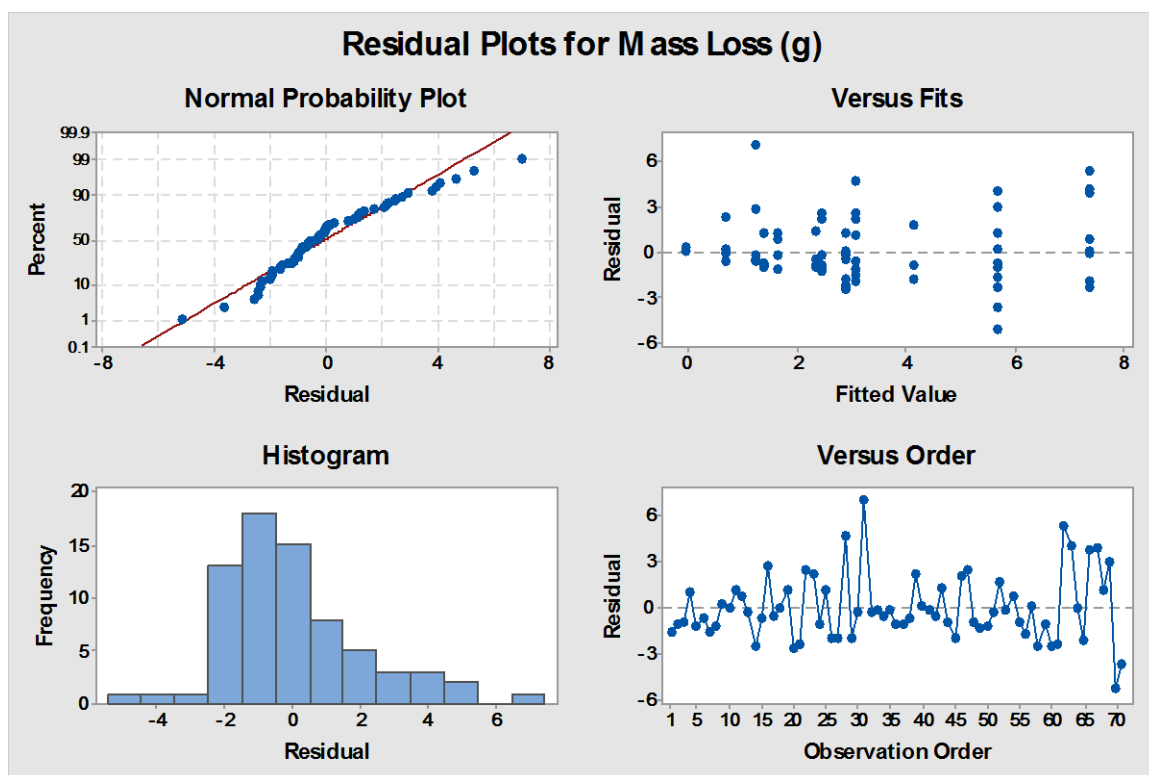 Residual Plots for Mass Loss (g)
Normal Probability Plot
99.9
99
90
50
10
1
0.1
Percent
-8 -4 0 4 8
Residual
Versus Fits
6
3
0
-3
-6
Residual
0 2 4 6 8
Fitted Value
Histogram
20
15
10
5
0
Frequency
-4 -2 0 2 4 6
Residual
Versus Order
6
3
0
-3
-6
Residual
1 5 10 15 20 25 30 35 40 45 50 55 60 65 70
Observation Order